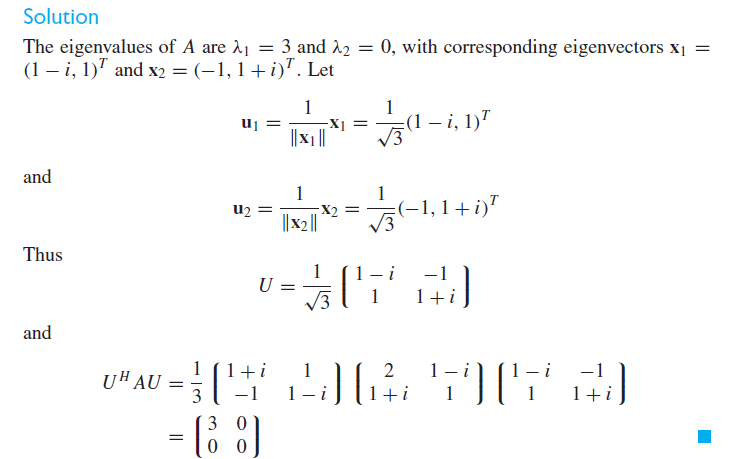 Solution
The eigenvalues of A are λ₁ = 3 and λ₂ = 0, with corresponding eigenvectors x₁ =
(1 − i, 1)ᵀ and x₂ = (−1, 1 + i)ᵀ. Let
u₁ = 1/‖x₁‖ x₁ = 1/√3 (1 − i, 1)ᵀ
and
u₂ = 1/‖x₂‖ x₂ = 1/√3 (−1, 1 + i)ᵀ
Thus
U = 1/√3 ( 1 − i −1 ; 1 1 + i )
and
Uᴴ AU = 1/3 ( 1 + i 1 ; −1 1 − i ) ( 2 1 − i ; 1 + i 1 ) ( 1 − i −1 ; 1 1 + i )
= ( 3 0 ; 0 0 )